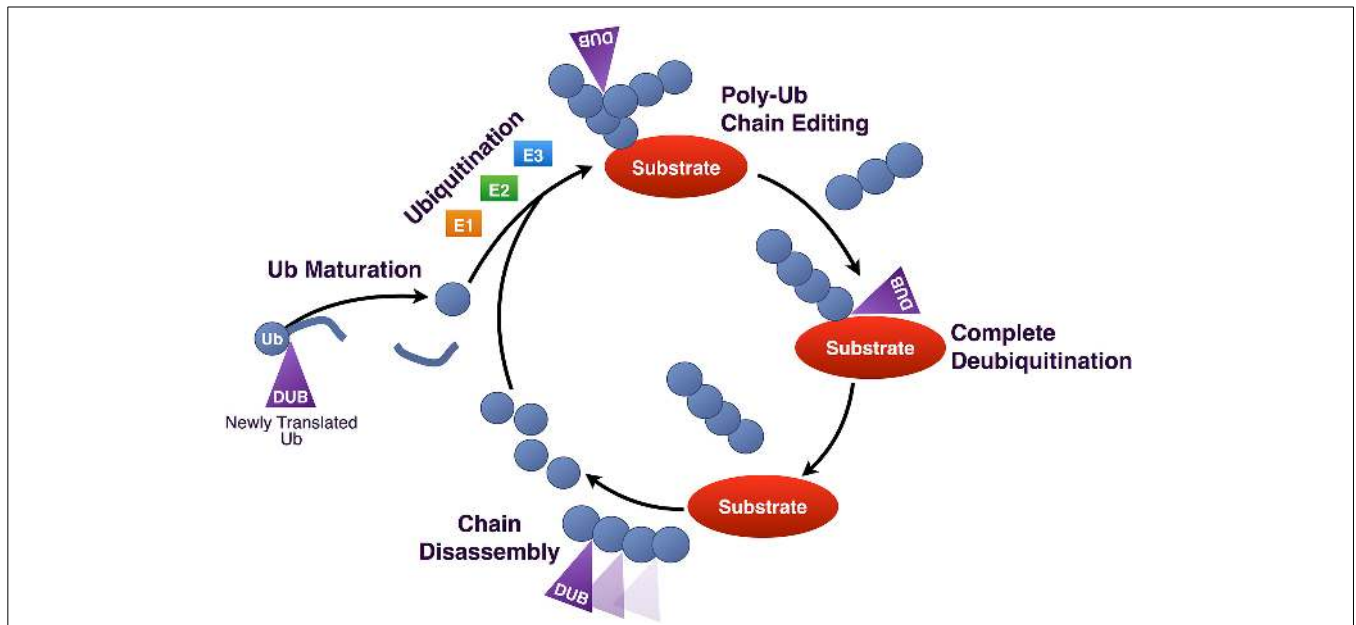 DUB
Poly-Ub
Chain Editing
Substrate
Ubiquitination
E3
E2
E1
Ub Maturation
Ub
DUB
Newly Translated
Ub
DUB
Substrate
Complete
Deubiquitination
Substrate
Chain
Disassembly
DUB